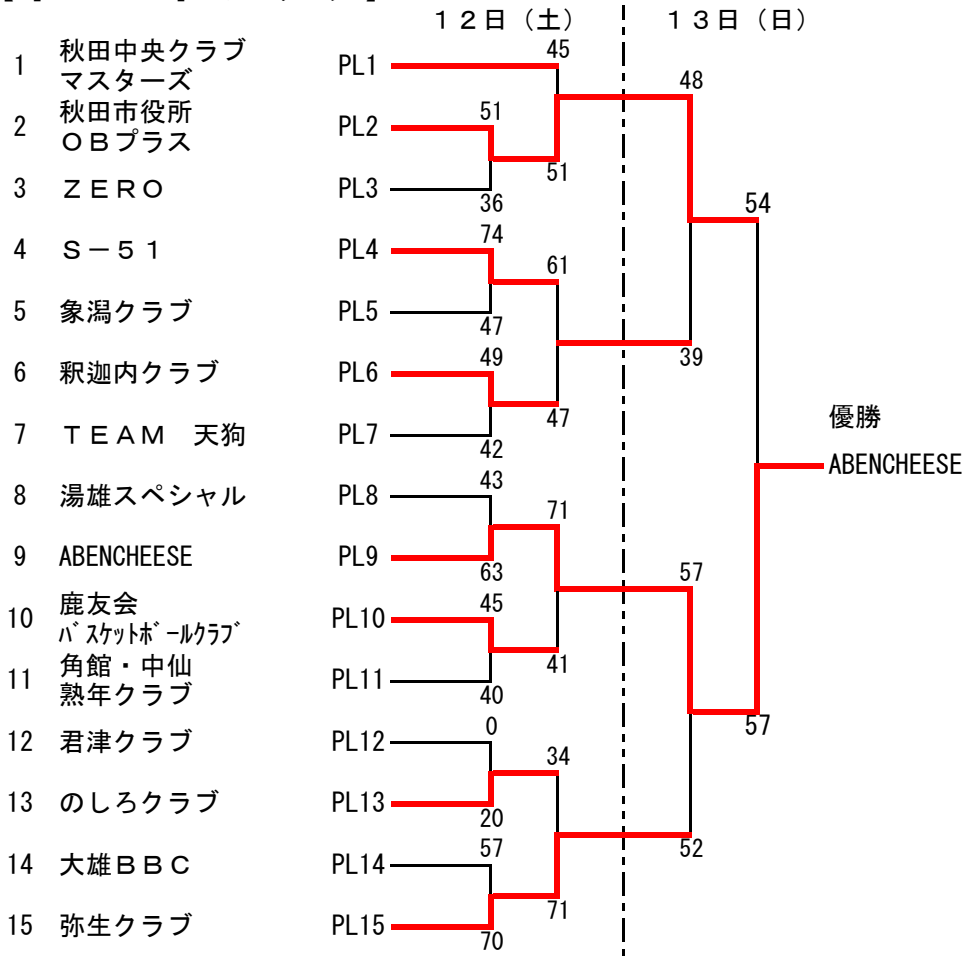 １２日（土）
１３日（日）
1 秋田中央クラブ
マスターズ PL1
2 秋田市役所
ＯＢプラス PL2
3 ＺＥＲＯ PL3
4 Ｓ－５１ PL4
5 象潟クラブ PL5
6 釈迦内クラブ PL6
7 ＴＥＡＭ　天狗 PL7
8 湯雄スペシャル PL8
9 ABENCHEESE PL9
10 鹿友会
ﾊﾞｽｹｯﾄﾎﾞｰﾙｸﾗﾌﾞ PL10
11 角館・中仙
熟年クラブ PL11
12 君津クラブ PL12
13 のしろクラブ PL13
14 大雄ＢＢＣ PL14
15 弥生クラブ PL15
51
36
74
47
49
42
43
63
45
40
0
20
57
70
45
51
61
47
71
41
34
71
48
39
57
52
54
57
優勝
ABENCHEESE